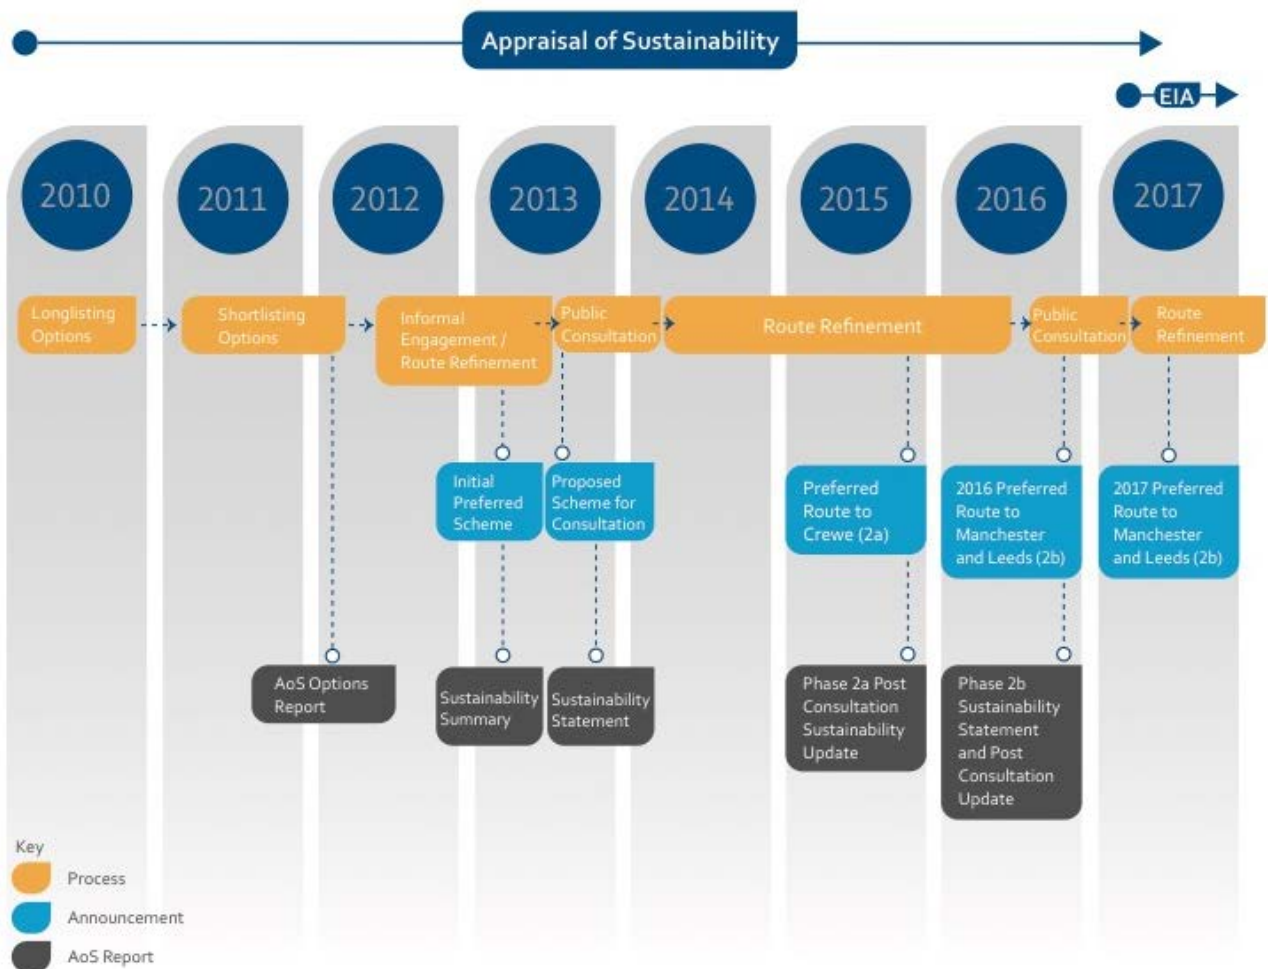 Appraisal of Sustainability
EIA
2010
2011
2012
2013
2014
2015
2016
2017
Longlisting
Options
Shortlisting
Options
Informal
Engagement /
Route Refinement
Public
Consultation
Route Refinement
Public
Consultation
Route
Refinement
Initial
Preferred
Scheme
Proposed
Scheme for
Consultation
Preferred
Route to
Crewe (2a)
2016 Preferred
Route to
Manchester
and Leeds (2b)
2017 Preferred
Route to
Manchester
and Leeds (2b)
AoS Options
Report
Sustainability
Summary
Sustainability
Statement
Phase 2a Post
Consultation
Sustainability
Update
Phase 2b
Sustainability
Statement
and Post
Consultation
Update
Key
Process
Announcement
AoS Report